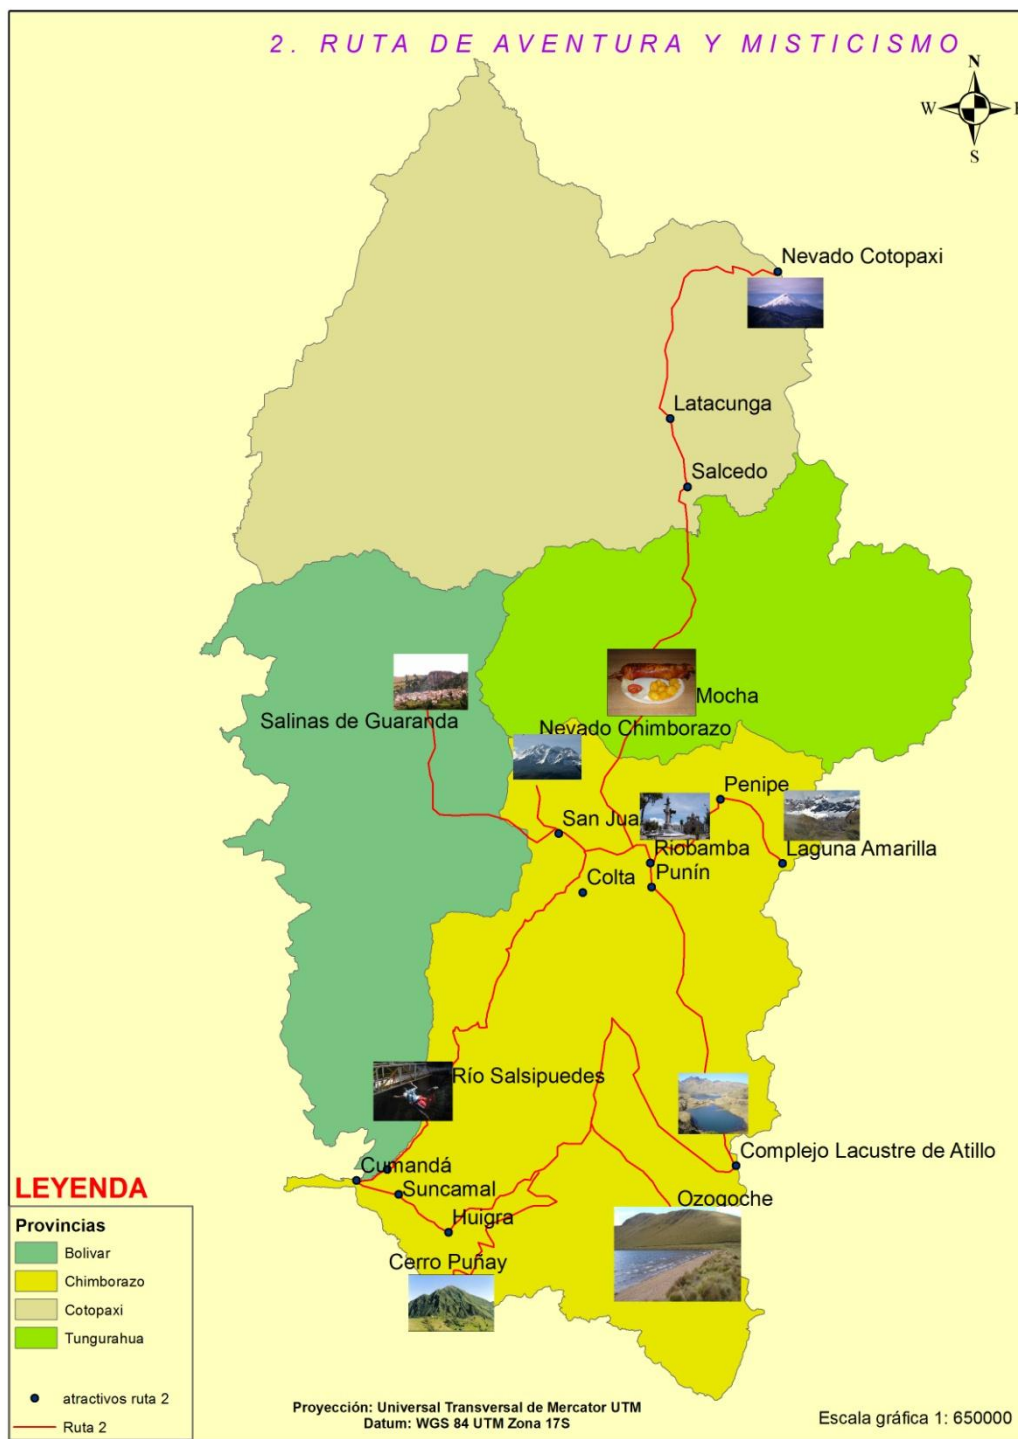 2. RUTA DE AVENTURA Y MISTICISMO
N
W
S
Nevado Cotopaxi
Latacunga
Salcedo
Mocha
Salinas de Guaranda
Nevado Chimborazo
Penipe
San Jua
Riobamba
Laguna Amarilla
Colta
Punín
Río Salsipuedes
Complejo Lacustre de Atillo
Cumandá
Suncamal
Ozogoche
Huigra
Cerro Puñay
LEYENDA
Provincias
Bolivar
Chimborazo
Cotopaxi
Tungurahua
atractivos ruta 2
Ruta 2
Proyección: Universal Transversal de Mercator UTM
Datum: WGS 84 UTM Zona 17S
Escala gráfica 1: 650000